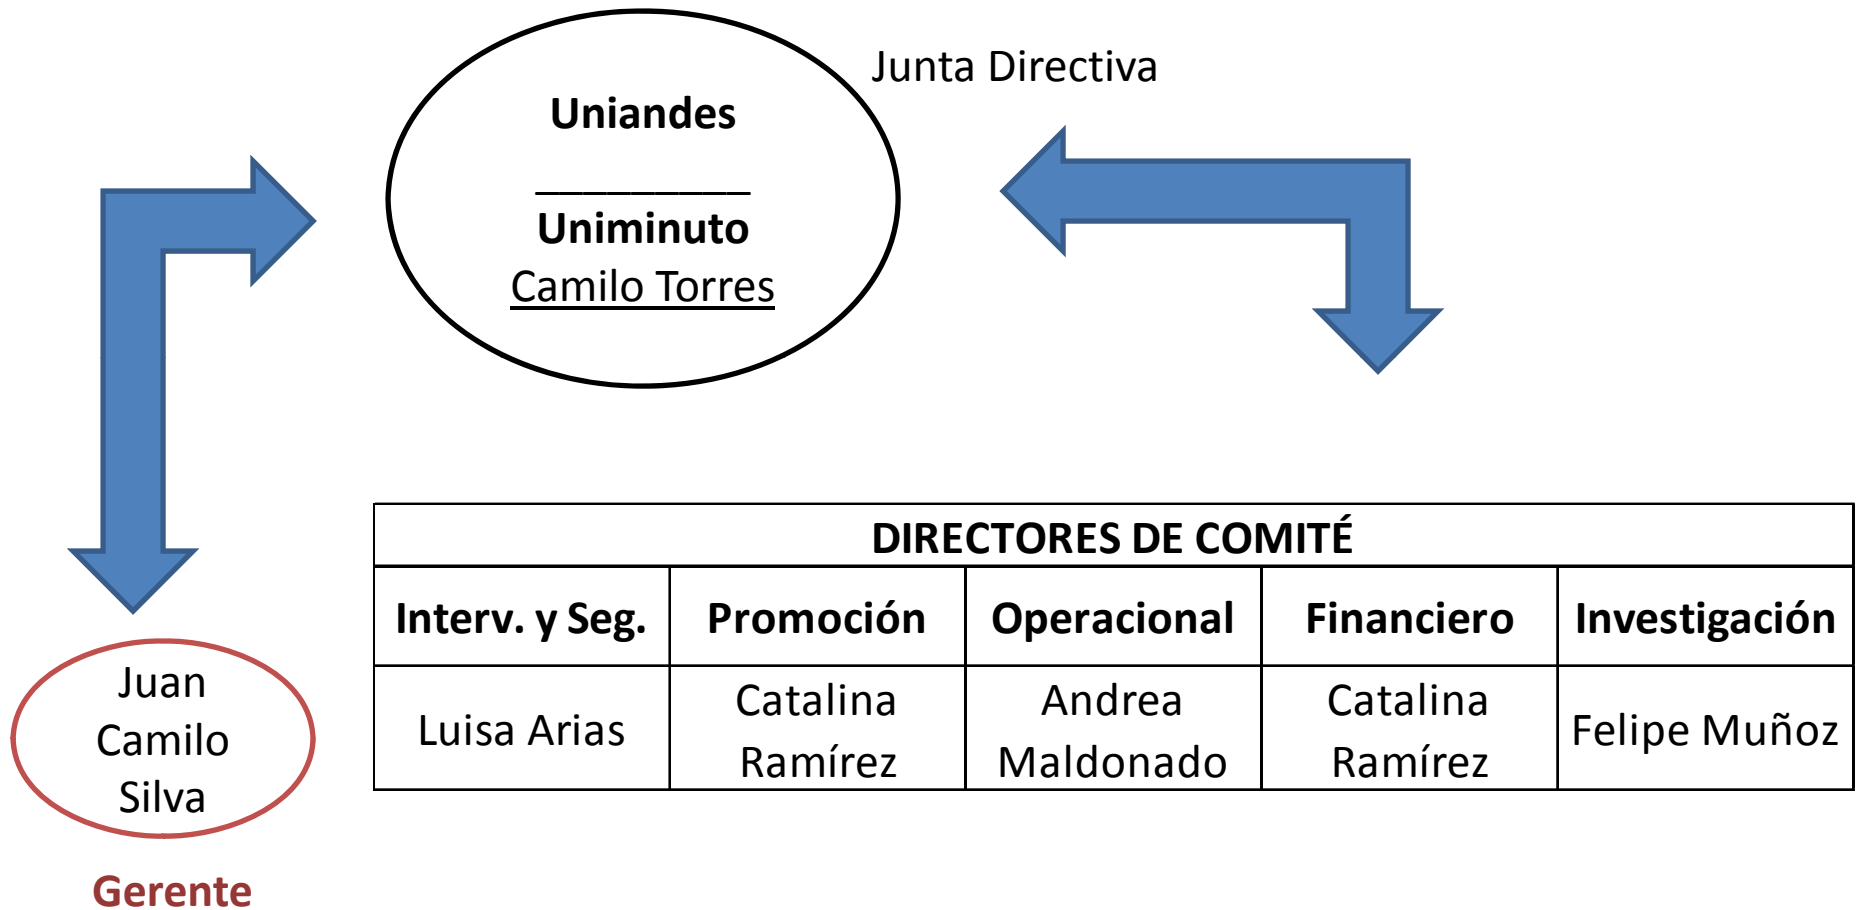 Junta Directiva
Uniandes
_________
Uniminuto
Camilo Torres
DIRECTORES DE COMITÉ
Interv. y Seg. Promoción Operacional Financiero Investigación
Luisa Arias
Catalina
Ramírez
Andrea
Maldonado
Catalina
Ramírez
Felipe Muñoz
Juan
Camilo
Silva
Gerente